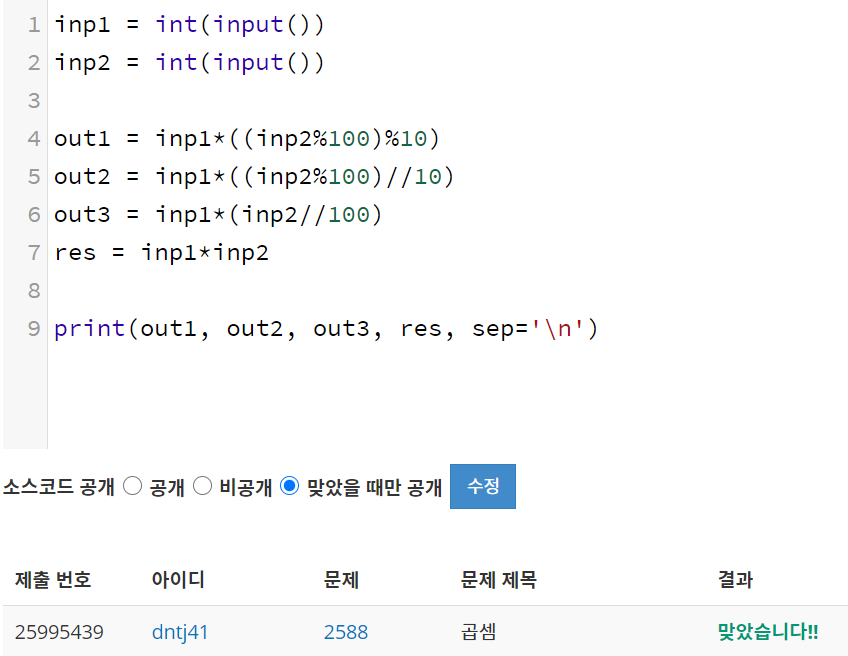 1 inp1 = int(input())
2 inp2 = int(input())
3
4 out1 = inp1*((inp2%100)%10)
5 out2 = inp1*((inp2%100)//10)
6 out3 = inp1*(inp2//100)
7 res = inp1*inp2
8
9 print(out1, out2, out3, res, sep='\n')
소스코드 공개 공개 비공개 맞았을 때만 공개 수정
제출 번호 아이디 문제 문제 제목 결과
25995439 dntj41 2588 곱셈 맞았습니다!!